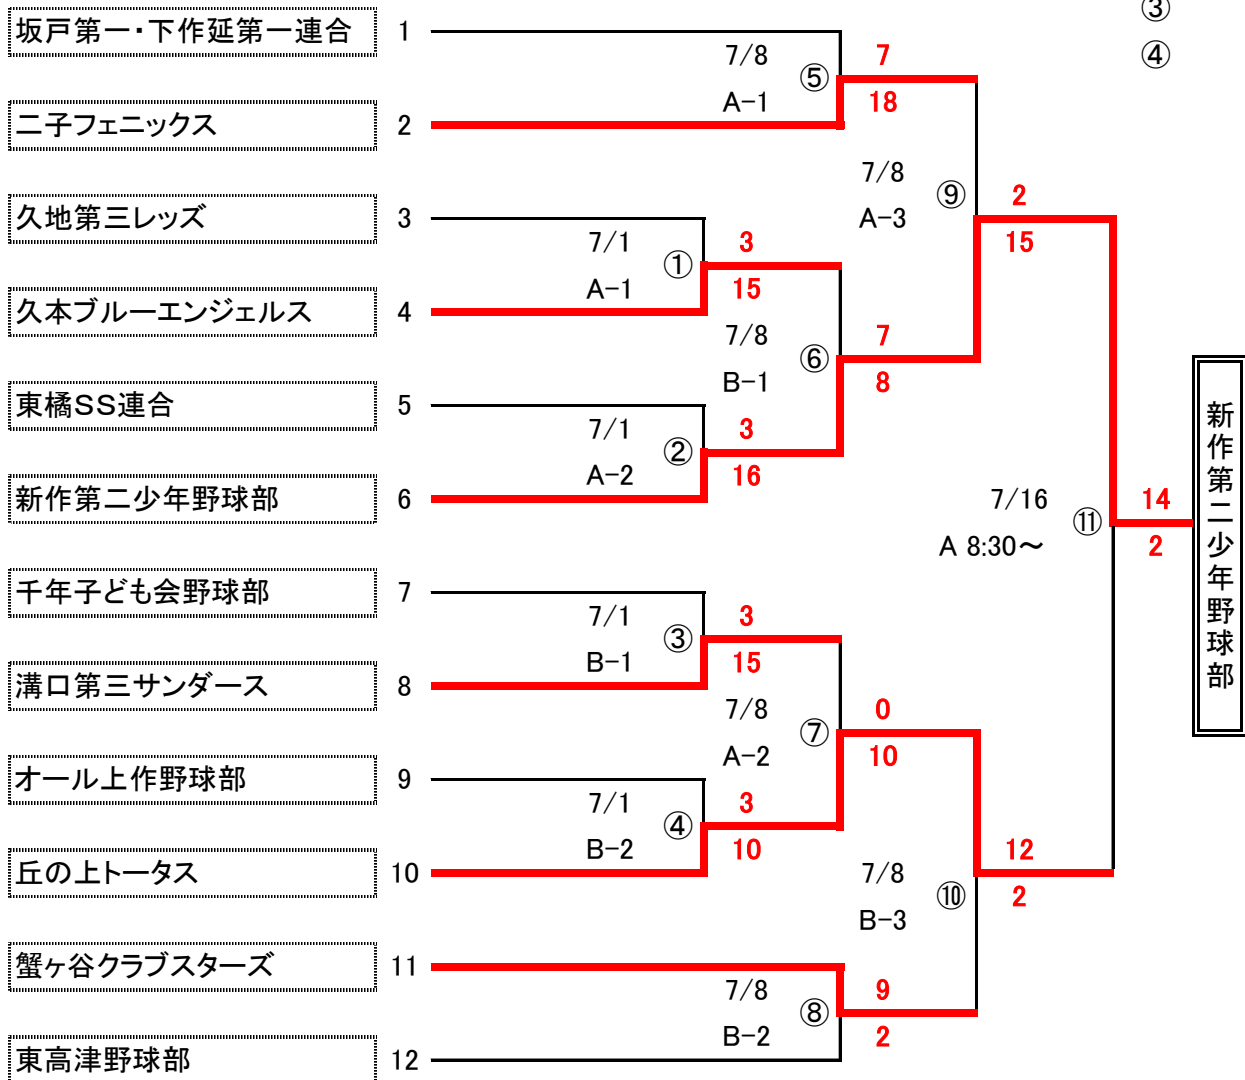 ③
坂戸第一・下作延第一連合 1
7/8 ⑤ 7
④
A-1 18
二子フェニックス 2
7/8 ⑨ 2
A-3 15
久地第三レッズ 3
7/1 ① 3
A-1 15
久本ブルーエンジェルス 4
7/8 ⑥ 7
B-1 8
東橘SS連合 5
7/1 ② 3
A-2 16
新作第二少年野球部 6
7/16 ⑪ 14
A 8:30～ 2
新作第二少年野球部
千年子ども会野球部 7
7/1 ③ 3
B-1 15
溝口第三サンダース 8
7/8 ⑦ 0
A-2 10
オール上作野球部 9
7/1 ④ 3
B-2 10
丘の上トータス 10
7/8 ⑩ 12
B-3 2
蟹ヶ谷クラブスターズ 11
7/8 ⑧ 9
B-2 2
東高津野球部 12